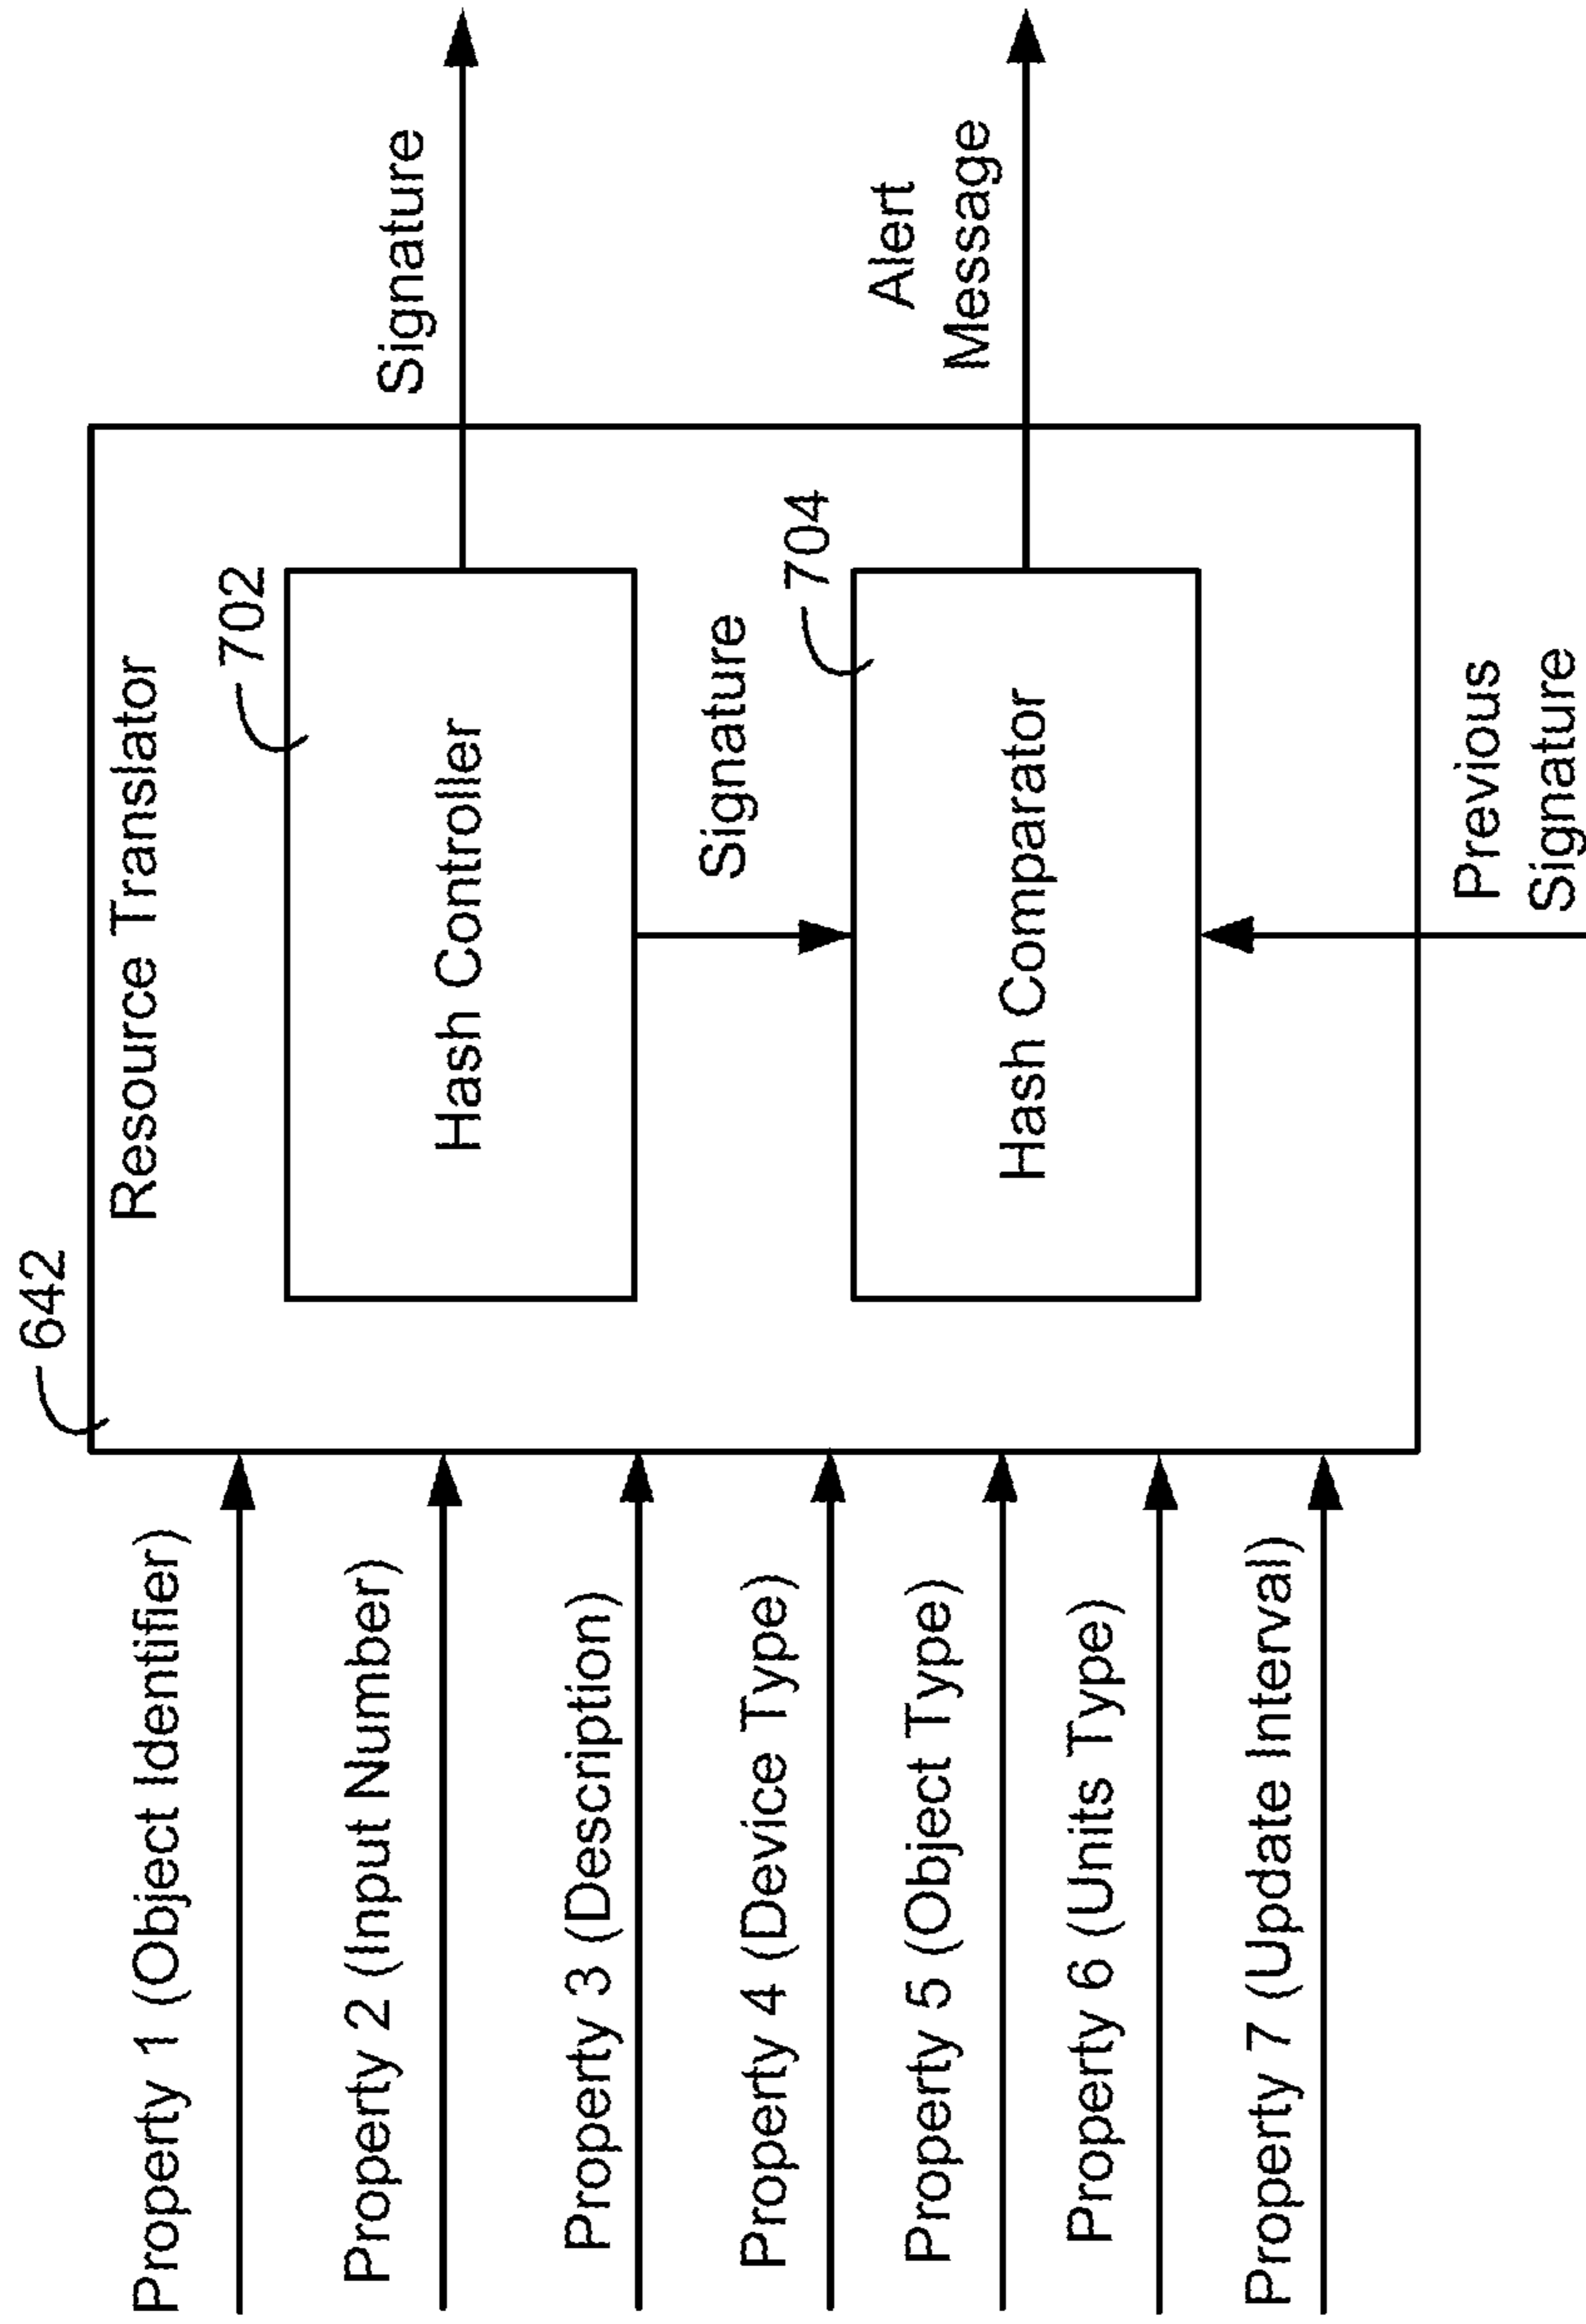 642
Resource Translator
702
Hash Controller
Signature
704
Hash Comparator
Previous
Signature
Property 1 (Object Identifier)
Property 2 (Input Number)
Property 3 (Description)
Property 4 (Device Type)
Property 5 (Object Type)
Property 6 (Units Type)
Property 7 (Update Interval)
Signature
Alert
Message